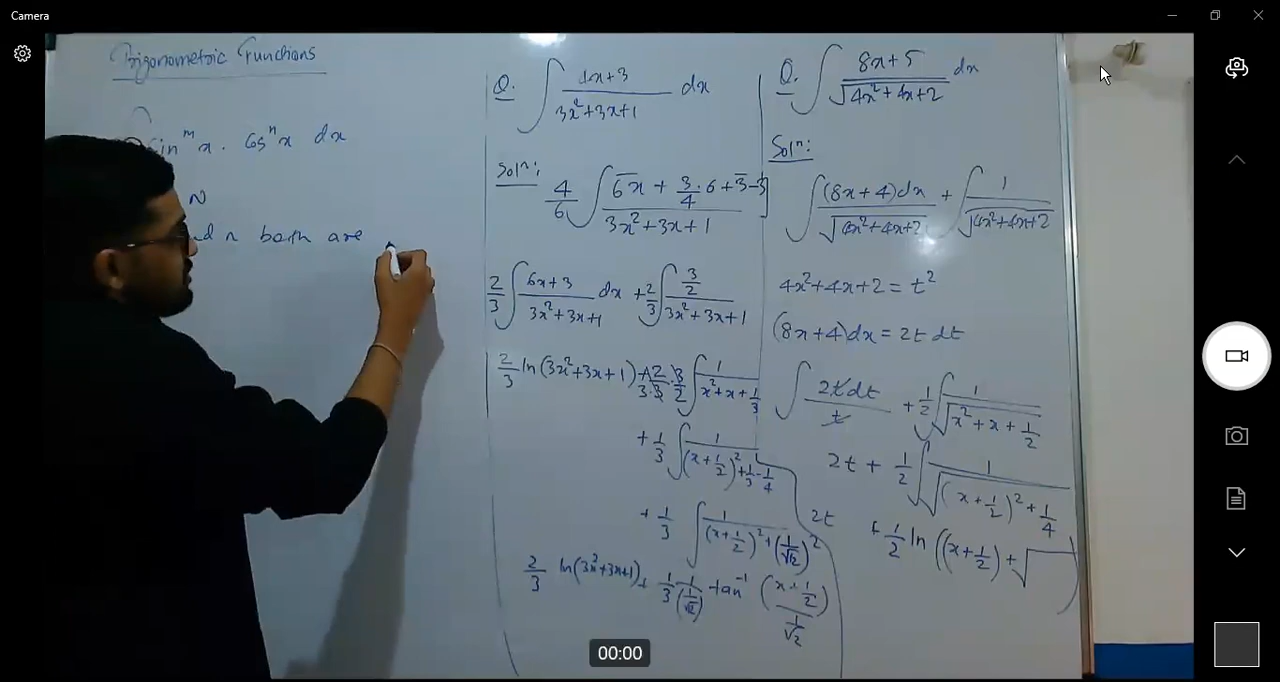 Camera
Trigonometric Functions
sin^m x . Cos^n x dx
N
n both are
Q. ∫ (4x+3)/(3x²+3x+1) dx
Solⁿ:
4/6 ∫ (6x + 3/4 · 6 + 3 - 3)/(3x²+3x+1)
2/3 ∫ (6x+3)/(3x²+3x+1) dx + 2/3 ∫ (3/2)/(3x²+3x+1)
2/3 ln(3x²+3x+1) + ∫ 1/(x²+x+1/3)
+ 1/3 ∫ 1/((x+1/2)²+1/3-1/4)
+ 1/3 ∫ 1/((x+1/2)²+(1/√12)²)
2/3 ln(3x²+3x+1) + 1/3 1/(1/√12) tan⁻¹ ((x+1/2)/(1/√12))
Q. ∫ (8x+5)/√(4x²+4x+2) dx
Solⁿ:
∫ (8x+4)dx/√(4x²+4x+2) + ∫ 1/√(4x²+4x+2)
4x²+4x+2 = t²
(8x+4)dx = 2t dt
∫ 2t dt/t + 1/2 ∫ 1/√(x²+x+1/2)
2t + 1/2 ∫ 1/√((x+1/2)²+1/4)
2t + 1/2 ln ((x+1/2)+√
00:00